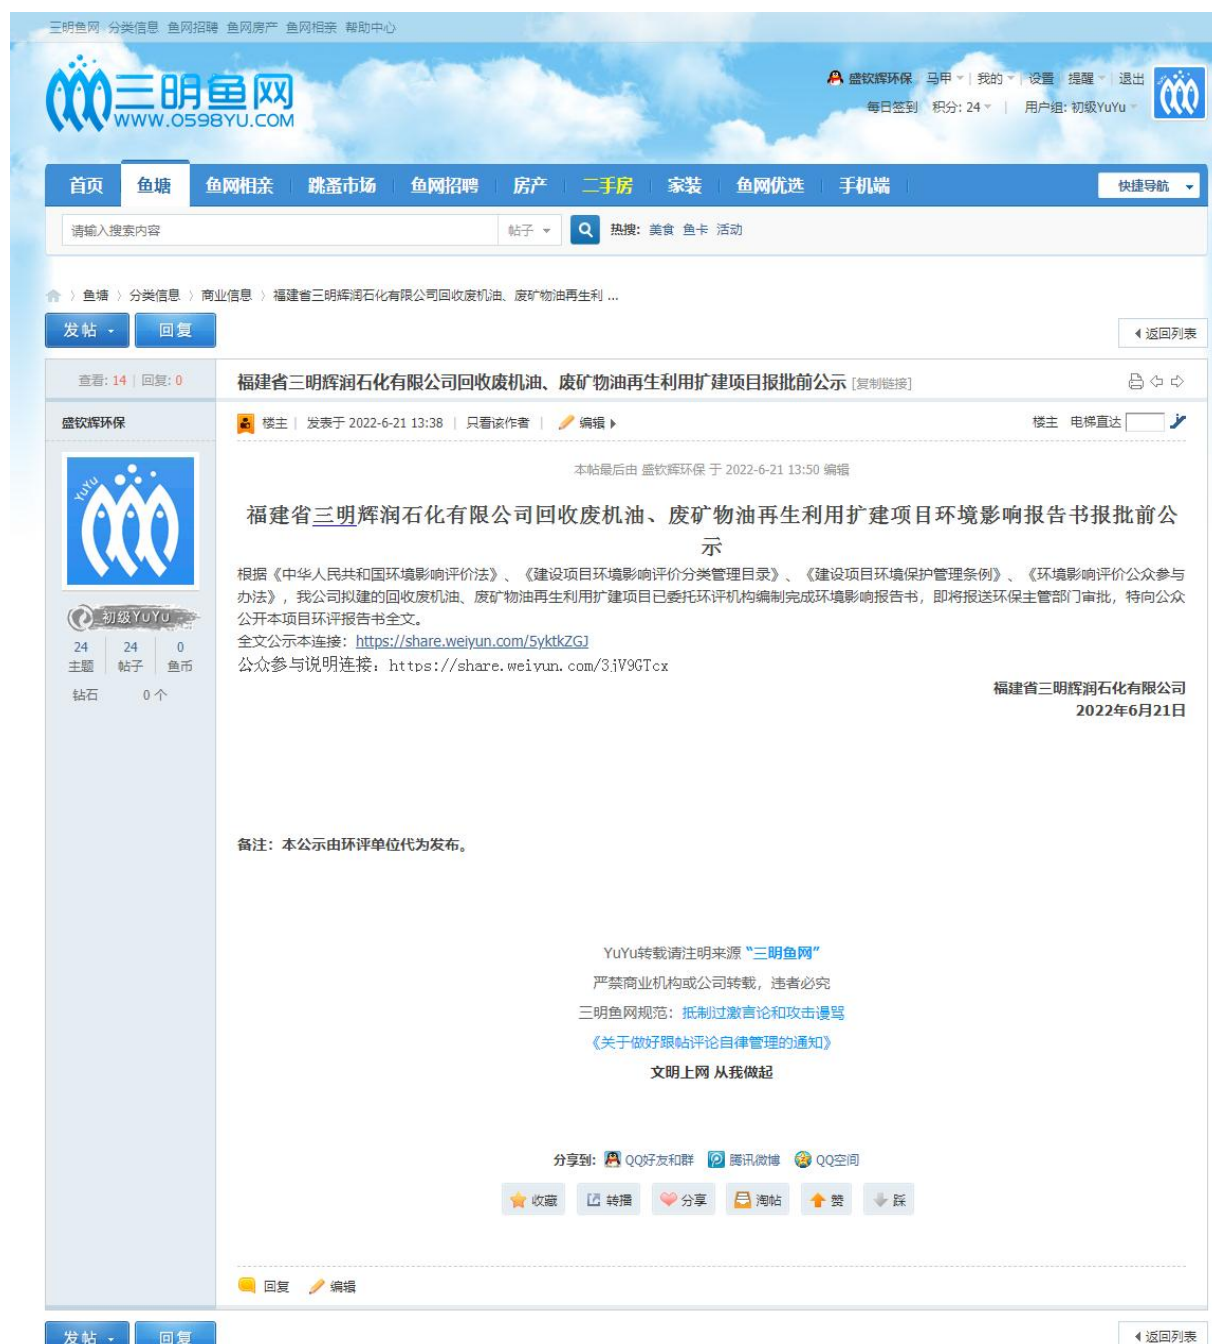 三明鱼网 分类信息 鱼网招聘 鱼网房产 鱼网相亲 帮助中心
三明鱼网
WWW.0598YU.COM
盛钦辉环保 马甲 | 我的 | 设置 | 提醒 | 退出
每日签到 积分: 24 | 用户组: 初级YuYu
首页 鱼塘 鱼网相亲 跳蚤市场 鱼网招聘 房产 二手房 家装 鱼网优选 手机端 快捷导航
请输入搜索内容 帖子 热搜: 美食 鱼卡 活动
鱼塘 〉 分类信息 〉 商业信息 〉 福建省三明辉润石化有限公司回收废机油、废矿物油再生利 ...
发帖 回复 返回列表
查看: 14 | 回复: 0
福建省三明辉润石化有限公司回收废机油、废矿物油再生利用扩建项目报批前公示 [复制链接]
盛钦辉环保
楼主 | 发表于 2022-6-21 13:38 | 只看该作者 | 编辑 楼主 电梯直达
YuYu
初级YuYu
24 24 0
主题 帖子 鱼币
钻石 0 个
本帖最后由 盛钦辉环保 于 2022-6-21 13:50 编辑
福建省三明辉润石化有限公司回收废机油、废矿物油再生利用扩建项目环境影响报告书报批前公
示
根据《中华人民共和国环境影响评价法》、《建设项目环境影响评价分类管理目录》、《建设项目环境保护管理条例》、《环境影响评价公众参与
办法》，我公司拟建的回收废机油、废矿物油再生利用扩建项目已委托环评机构编制完成环境影响报告书，即将报送环保主管部门审批，特向公众
公开本项目环评报告书全文。
全文公示本连接：https://share.weiyun.com/5yktkZGJ
公众参与说明连接：https://share.weiyun.com/3jV9GTcx
福建省三明辉润石化有限公司
2022年6月21日
备注：本公示由环评单位代为发布。
YuYu转载请注明来源 “三明鱼网”
严禁商业机构或公司转载，违者必究
三明鱼网规范：抵制过激言论和攻击谩骂
《关于做好跟帖评论自律管理的通知》
文明上网 从我做起
分享到: QQ好友和群 腾讯微博 QQ空间
收藏 转播 分享 淘帖 赞 踩
回复 编辑
发帖 回复 返回列表